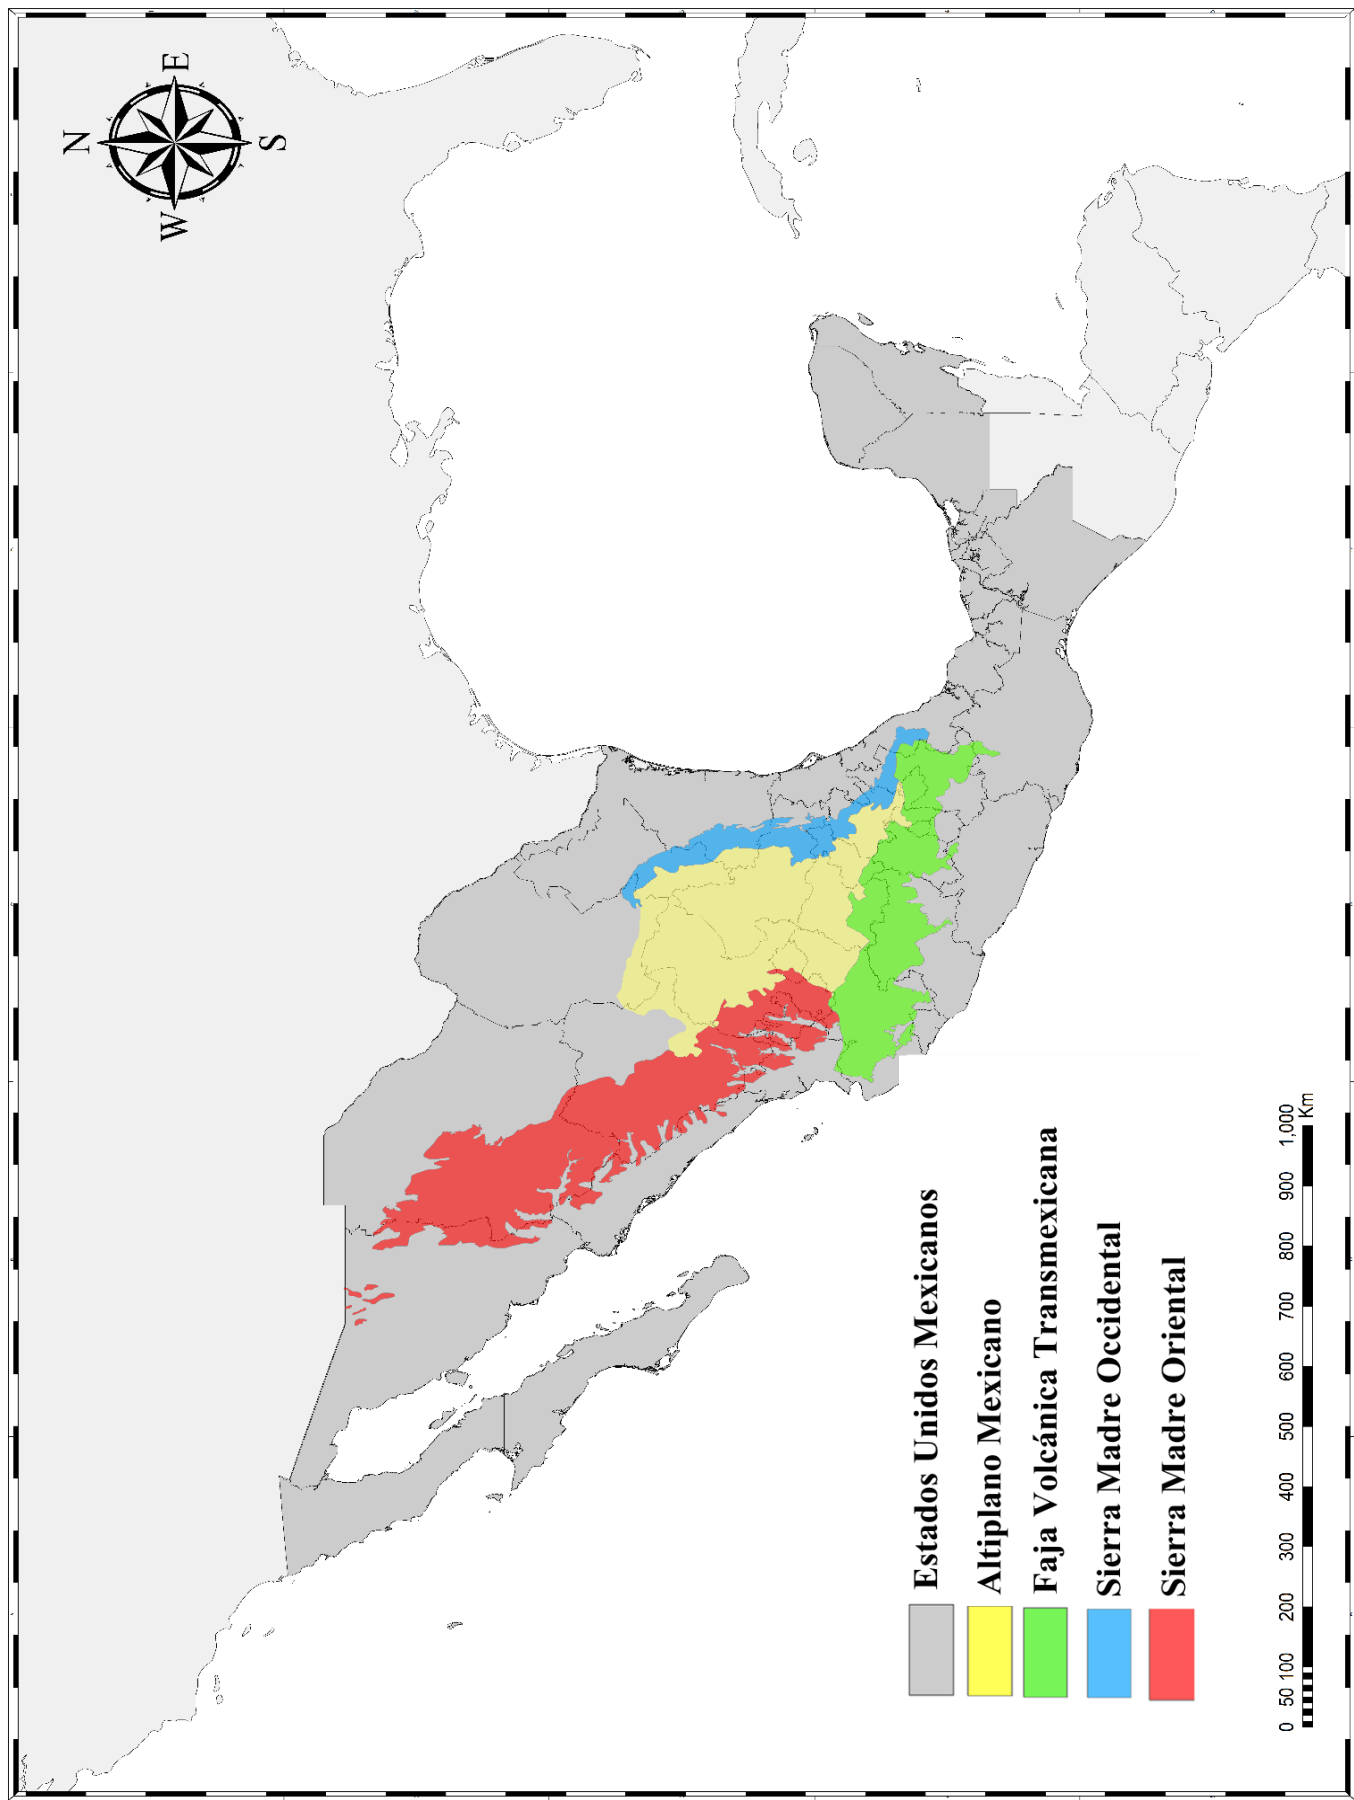 N
W
E
S
Estados Unidos Mexicanos
Altiplano Mexicano
Faja Volcánica Transmexicana
Sierra Madre Occidental
Sierra Madre Oriental
0 50 100 200 300 400 500 600 700 800 900 1,000
Km